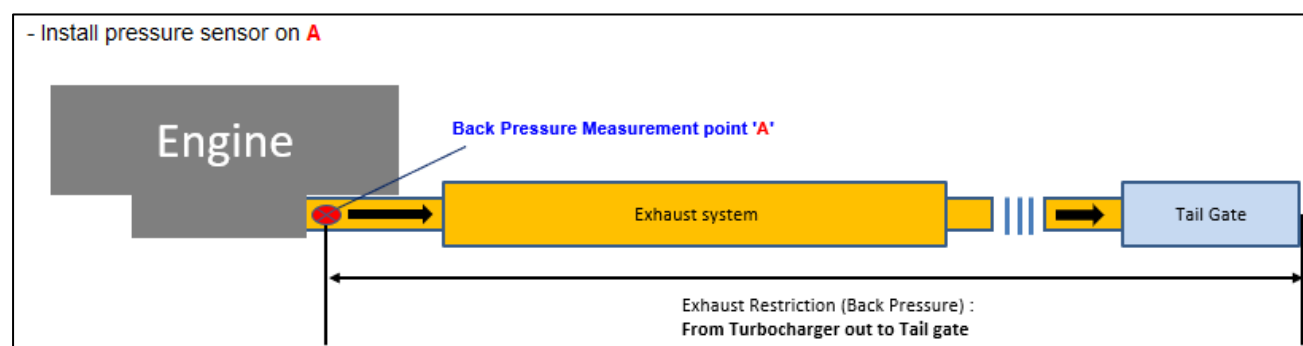 - Install pressure sensor on A
Engine
Back Pressure Measurement point 'A'
Exhaust system
Tail Gate
Exhaust Restriction (Back Pressure) :
From Turbocharger out to Tail gate